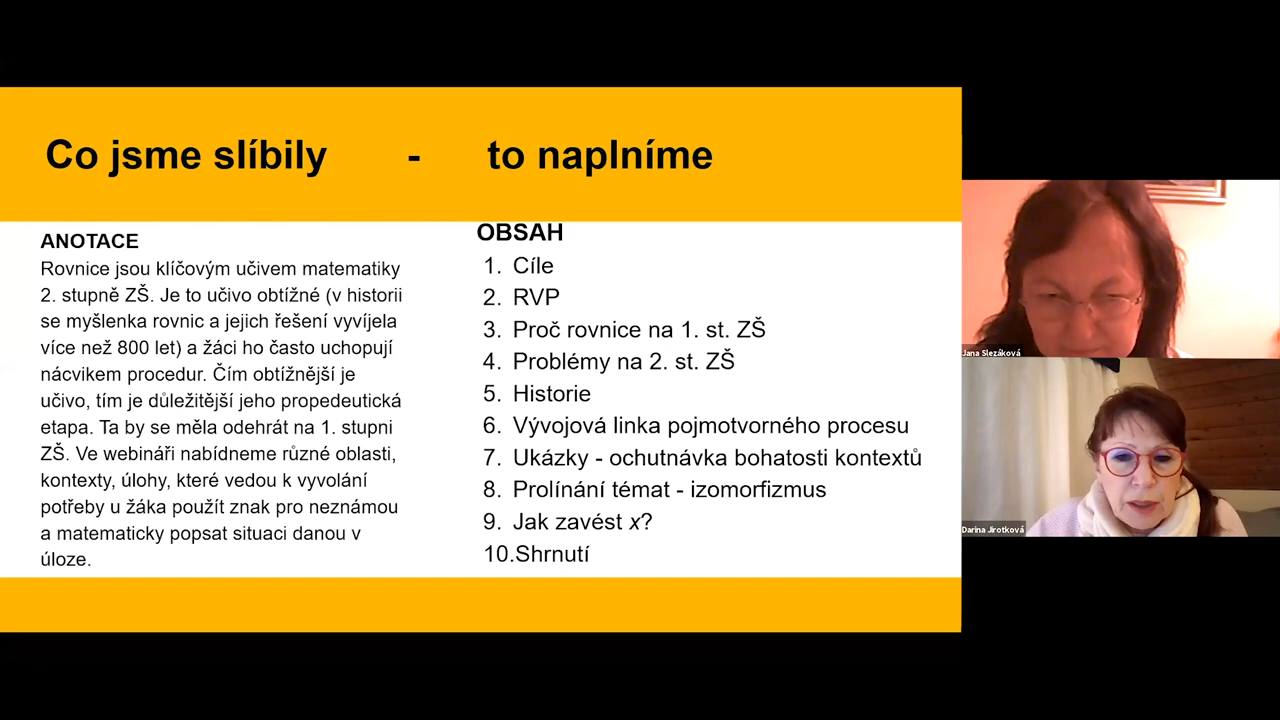 Co jsme slíbily - to naplníme
ANOTACE
Rovnice jsou klíčovým učivem matematiky
2. stupně ZŠ. Je to učivo obtížné (v historii
se myšlenka rovnic a jejich řešení vyvíjela
více než 800 let) a žáci ho často uchopují
nácvikem procedur. Čím obtížnější je
učivo, tím je důležitější jeho propedeutická
etapa. Ta by se měla odehrát na 1. stupni
ZŠ. Ve webináři nabídneme různé oblasti,
kontexty, úlohy, které vedou k vyvolání
potřeby u žáka použít znak pro neznámou
a matematicky popsat situaci danou v
úloze.
OBSAH
1. Cíle
2. RVP
3. Proč rovnice na 1. st. ZŠ
4. Problémy na 2. st. ZŠ
5. Historie
6. Vývojová linka pojmotvorného procesu
7. Ukázky - ochutnávka bohatosti kontextů
8. Prolínání témat - izomorfizmus
9. Jak zavést x?
10.Shrnutí
Jana Slezáková
Darina Jirotková